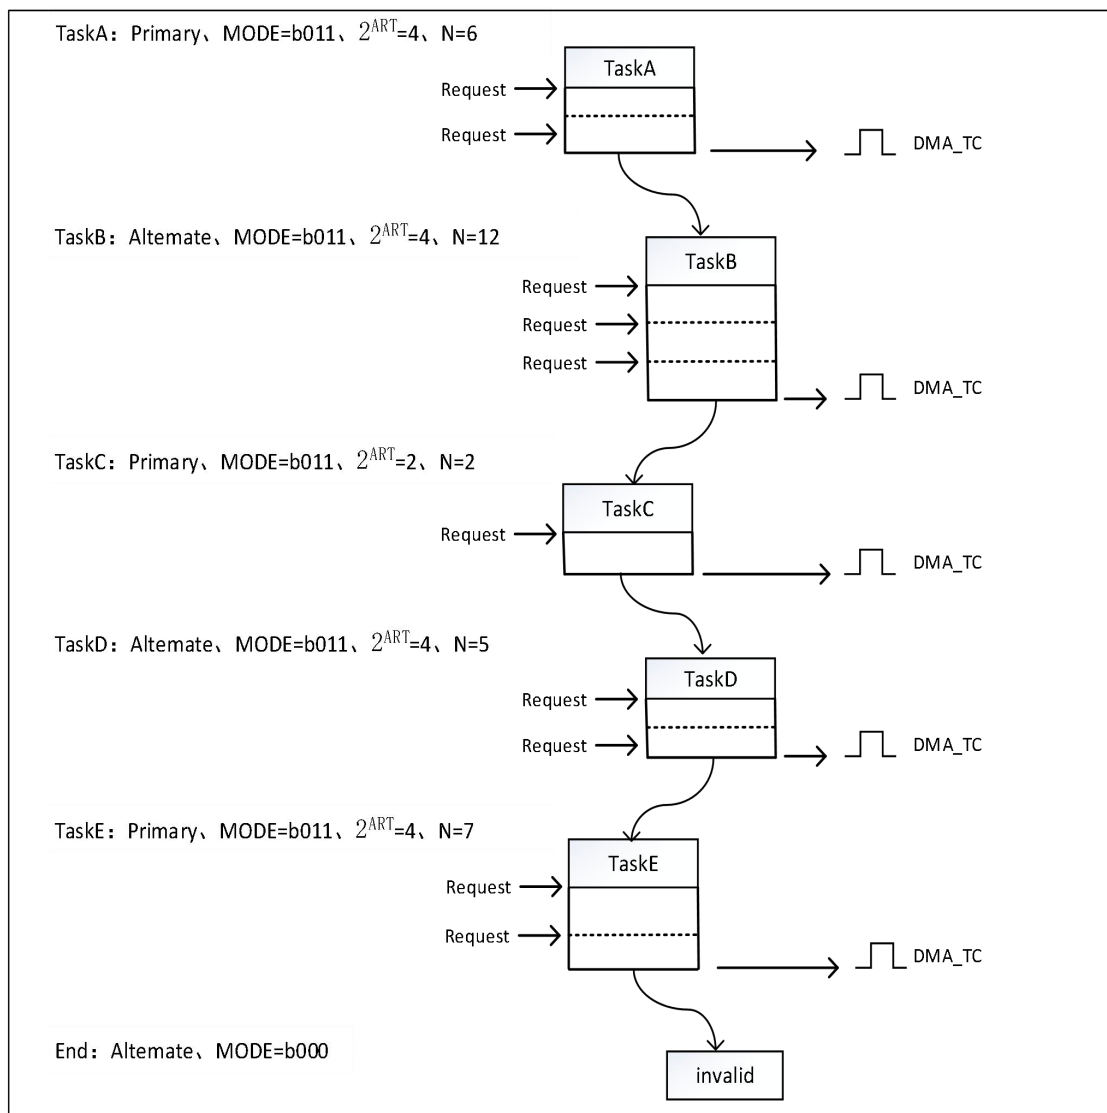 TaskA：Primary、MODE=b011、2^ART=4、N=6
TaskA
Request
Request
DMA_TC
TaskB：Altemate、MODE=b011、2^ART=4、N=12
TaskB
Request
Request
Request
DMA_TC
TaskC：Primary、MODE=b011、2^ART=2、N=2
TaskC
Request
DMA_TC
TaskD：Altemate、MODE=b011、2^ART=4、N=5
TaskD
Request
Request
DMA_TC
TaskE：Primary、MODE=b011、2^ART=4、N=7
TaskE
Request
Request
DMA_TC
End：Altemate、MODE=b000
invalid